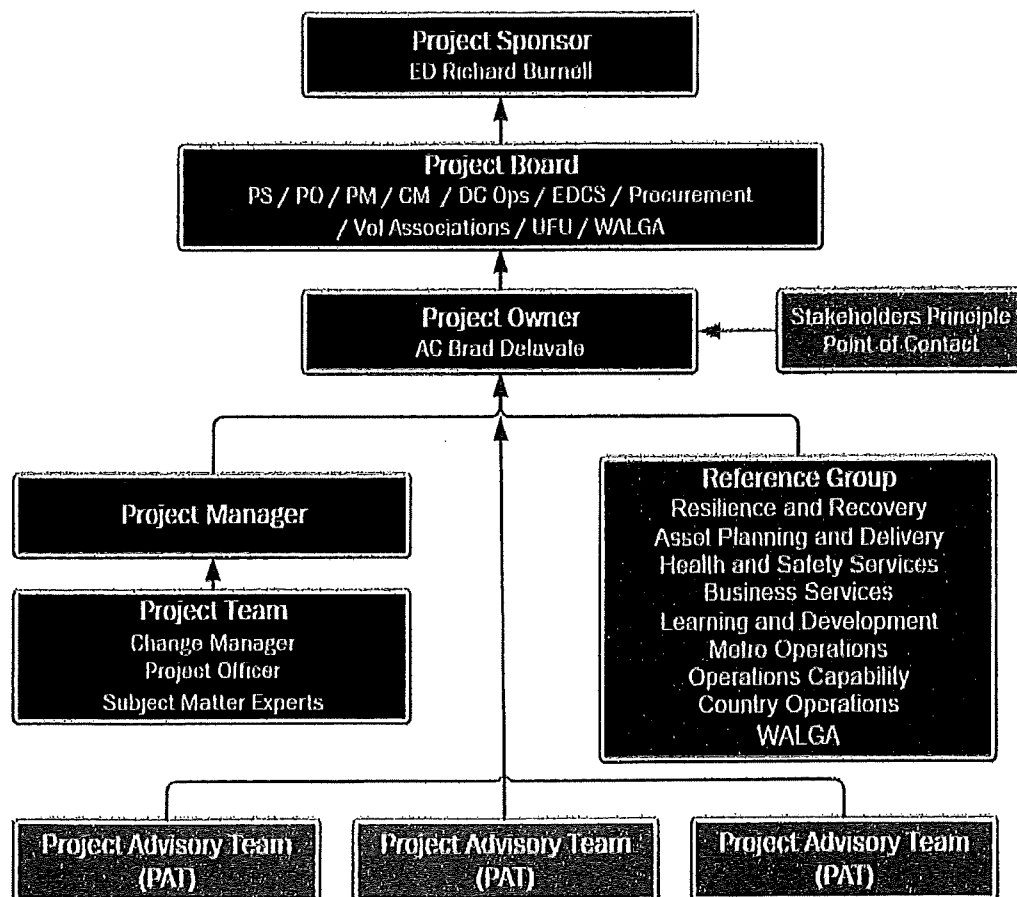 Project Sponsor
ED Richard Burnell
Project Board
PS / PO / PM / CM / DC Ops / EDCS / Procurement
/ Vol Associations / UFU / WALGA
Project Owner
AC Brad Delavale
Stakeholders Principle
Point of Contact
Project Manager
Project Team
Change Manager
Project Officer
Subject Matter Experts
Reference Group
Resilience and Recovery
Asset Planning and Delivery
Health and Safety Services
Business Services
Learning and Development
Metro Operations
Operations Capability
Country Operations
WALGA
Project Advisory Team
(PAT)
Project Advisory Team
(PAT)
Project Advisory Team
(PAT)